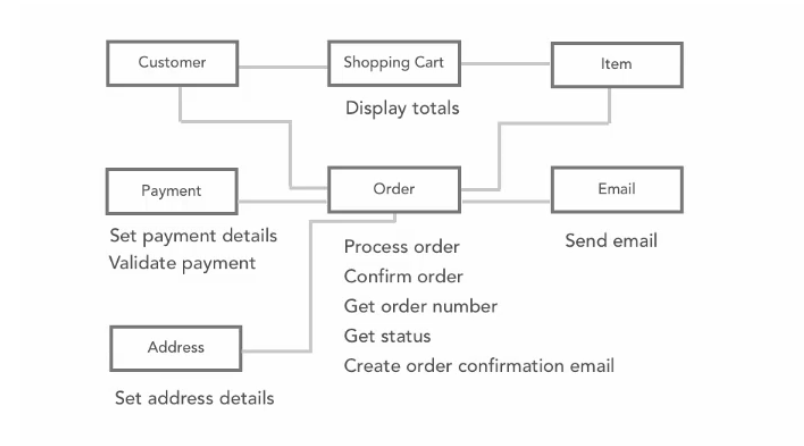 Customer
Shopping Cart
Item
Display totals
Payment
Order
Email
Set payment details
Validate payment
Process order
Confirm order
Get order number
Get status
Create order confirmation email
Send email
Address
Set address details